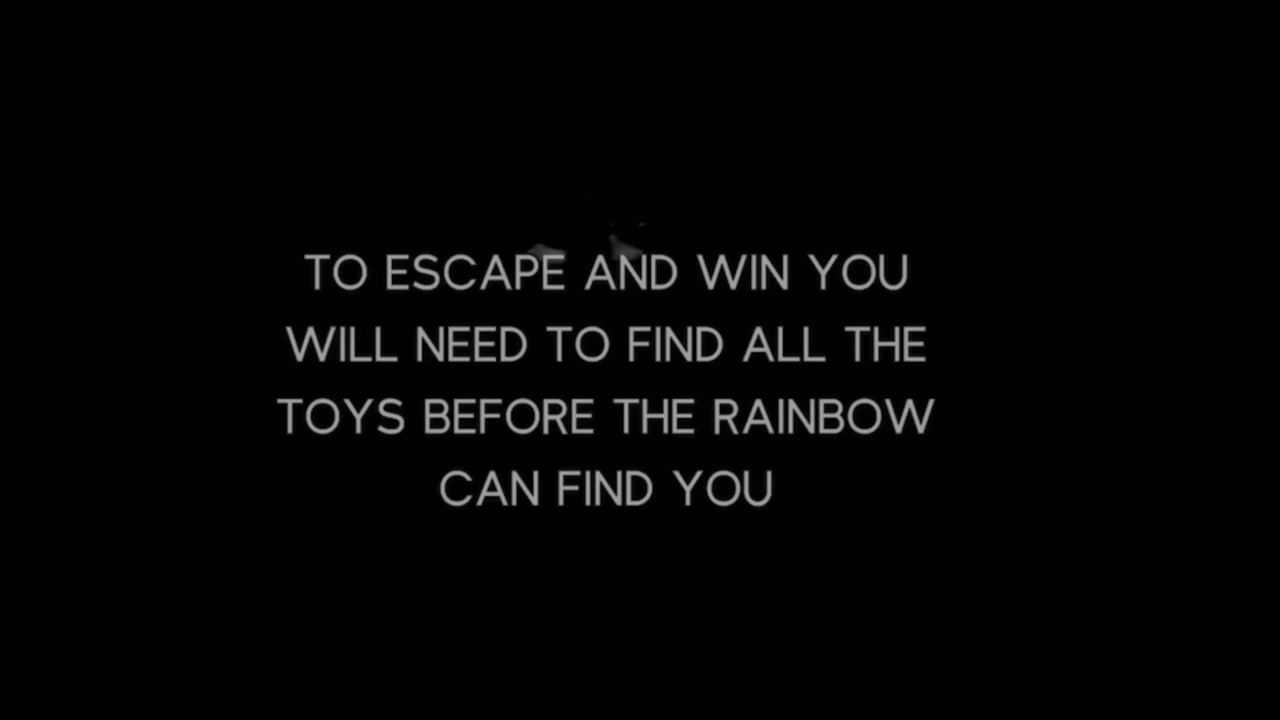 TO ESCAPE AND WIN YOU
WILL NEED TO FIND ALL THE
TOYS BEFORE THE RAINBOW
CAN FIND YOU